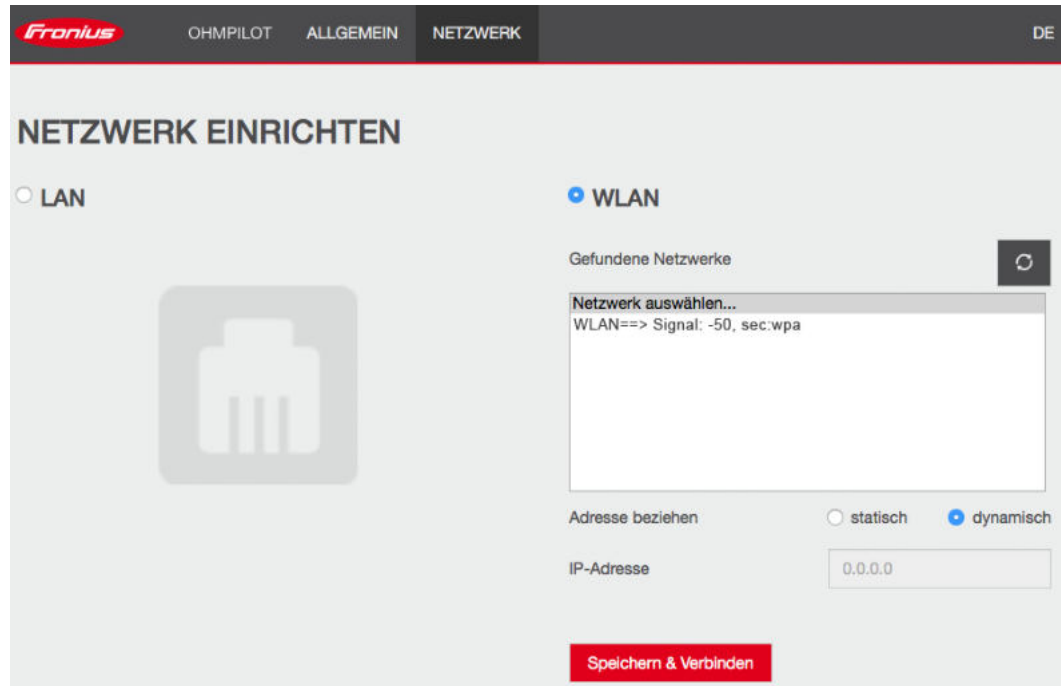 Fronius OHMPILOT ALLGEMEIN NETZWERK DE
NETZWERK EINRICHTEN
LAN
WLAN
Gefundene Netzwerke
Netzwerk auswählen...
WLAN==> Signal: -50, sec:wpa
Adresse beziehen statisch dynamisch
IP-Adresse 0.0.0.0
Speichern & Verbinden